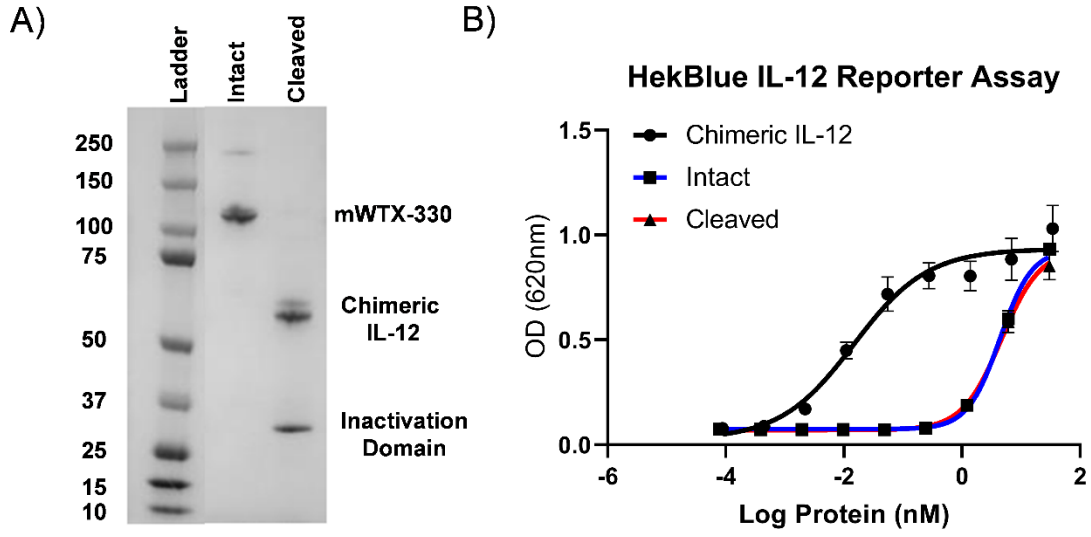 A)
Ladder
Intact
Cleaved
250
150
100
75
50
37
25
15
10
mWTX-330
Chimeric
IL-12
Inactivation
Domain
B)
HekBlue IL-12 Reporter Assay
Chimeric IL-12
Intact
Cleaved
OD (620nm)
1.5
1.0
0.5
0.0
-6
-4
-2
0
2
Log Protein (nM)